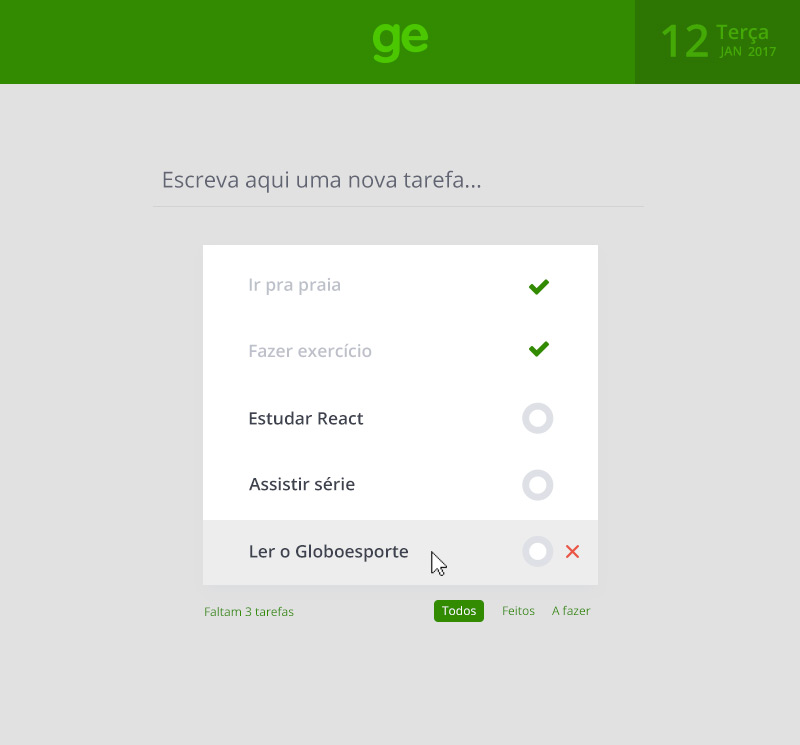 ge
12
Terça
JAN 2017
Escreva aqui uma nova tarefa...
Ir pra praia
Fazer exercício
Estudar React
Assistir série
Ler o Globoesporte
Faltam 3 tarefas
Todos
Feitos
A fazer